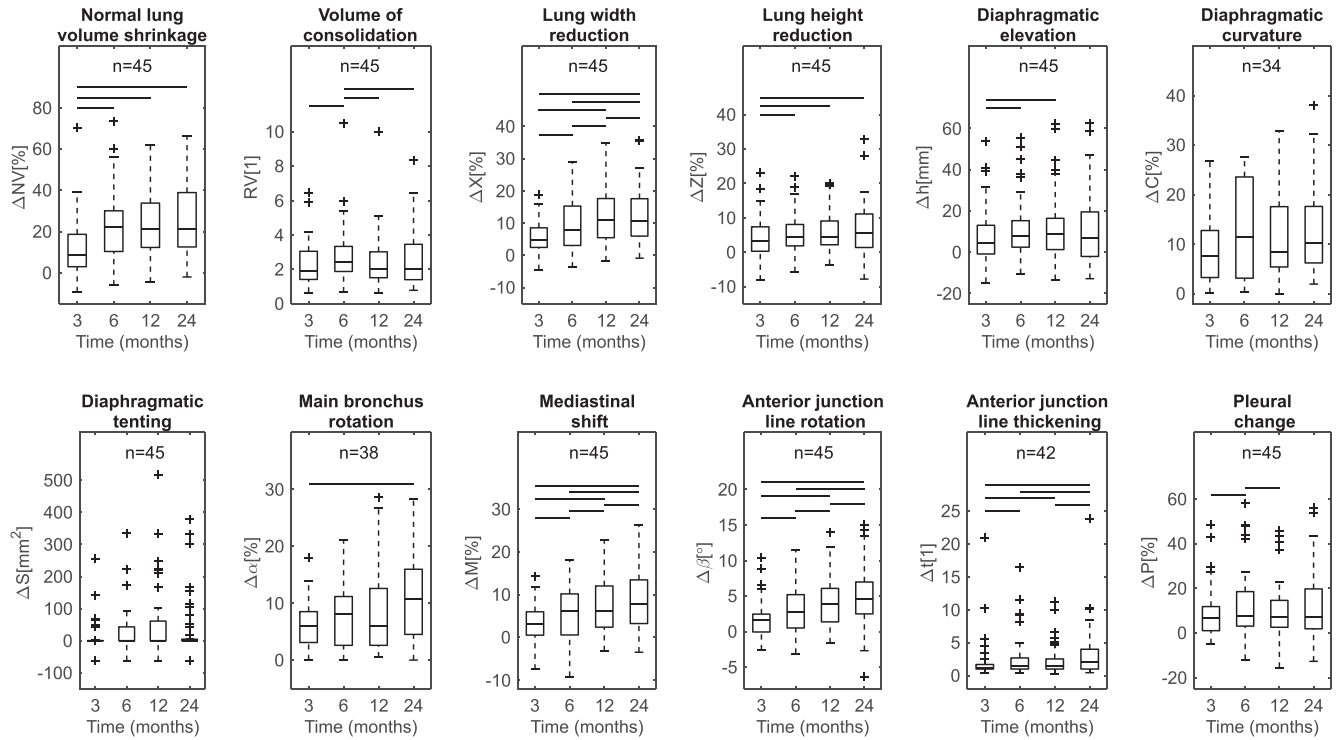 Normal lung
volume shrinkage
n=45
ΔNV[%]
80
60
40
20
0
3 6 12 24
Time (months)
Volume of
consolidation
n=45
RV[1]
10
8
6
4
2
0
3 6 12 24
Time (months)
Lung width
reduction
n=45
ΔX[%]
40
30
20
10
0
-10
3 6 12 24
Time (months)
Lung height
reduction
n=45
ΔZ[%]
40
30
20
10
0
-10
3 6 12 24
Time (months)
Diaphragmatic
elevation
n=45
Δh[mm]
60
40
20
0
-20
3 6 12 24
Time (months)
Diaphragmatic
curvature
n=34
ΔC[%]
40
30
20
10
0
3 6 12 24
Time (months)
Diaphragmatic
tenting
n=45
ΔS[mm²]
500
400
300
200
100
0
-100
3 6 12 24
Time (months)
Main bronchus
rotation
n=38
Δα[%]
30
20
10
0
3 6 12 24
Time (months)
Mediastinal
shift
n=45
ΔM[%]
30
20
10
0
-10
3 6 12 24
Time (months)
Anterior junction
line rotation
n=45
Δβ[°]
20
15
10
5
0
-5
3 6 12 24
Time (months)
Anterior junction
line thickening
n=42
Δt[1]
25
20
15
10
5
0
3 6 12 24
Time (months)
Pleural
change
n=45
ΔP[%]
60
40
20
0
-20
3 6 12 24
Time (months)